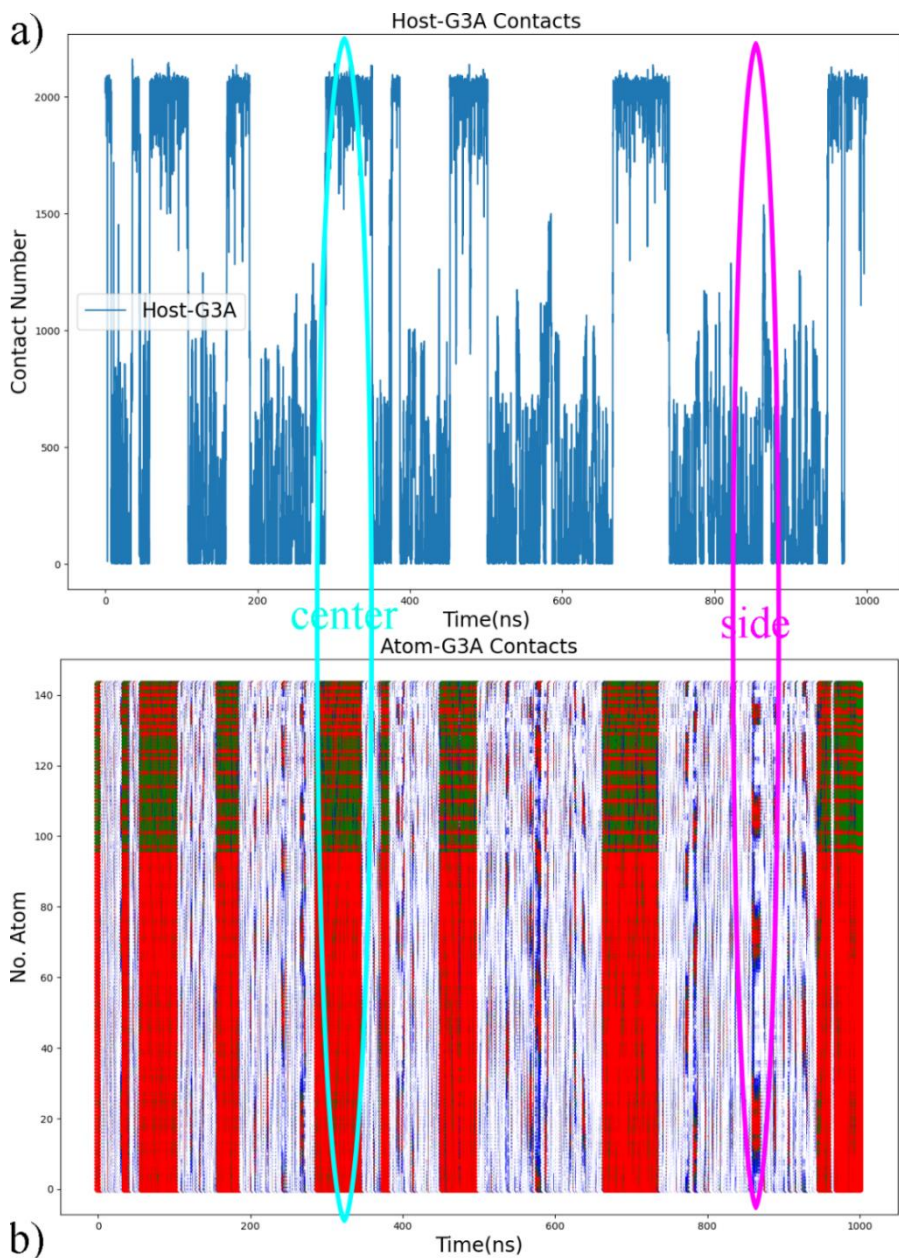 a)
Host-G3A Contacts
2000
1500
1000
500
0
Contact Number
Host-G3A
0 200 400 600 800 1000
Time(ns)
center
side
Atom-G3A Contacts
140
120
100
80
60
40
20
0
No. Atom
0 200 400 600 800 1000
Time(ns)
b)